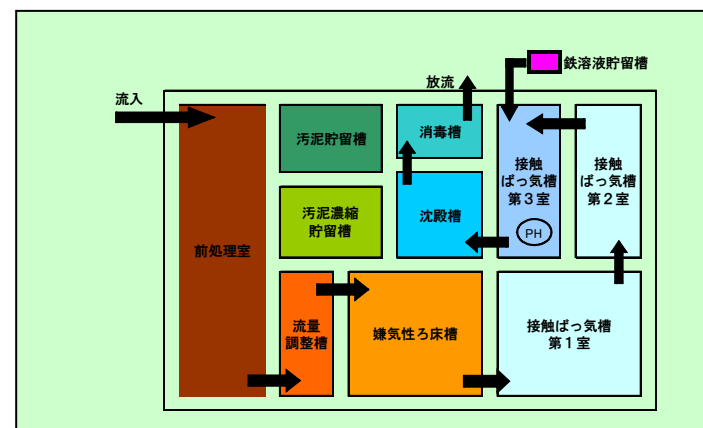 鉄溶液貯留槽
放流
流入
汚泥貯留槽
消毒槽
接触
ばっ気槽
第３室
接触
ばっ気槽
第２室
汚泥濃縮
貯留槽
沈殿槽
PH
前処理室
流量
調整槽
嫌気性ろ床槽
接触ばっ気槽
第１室